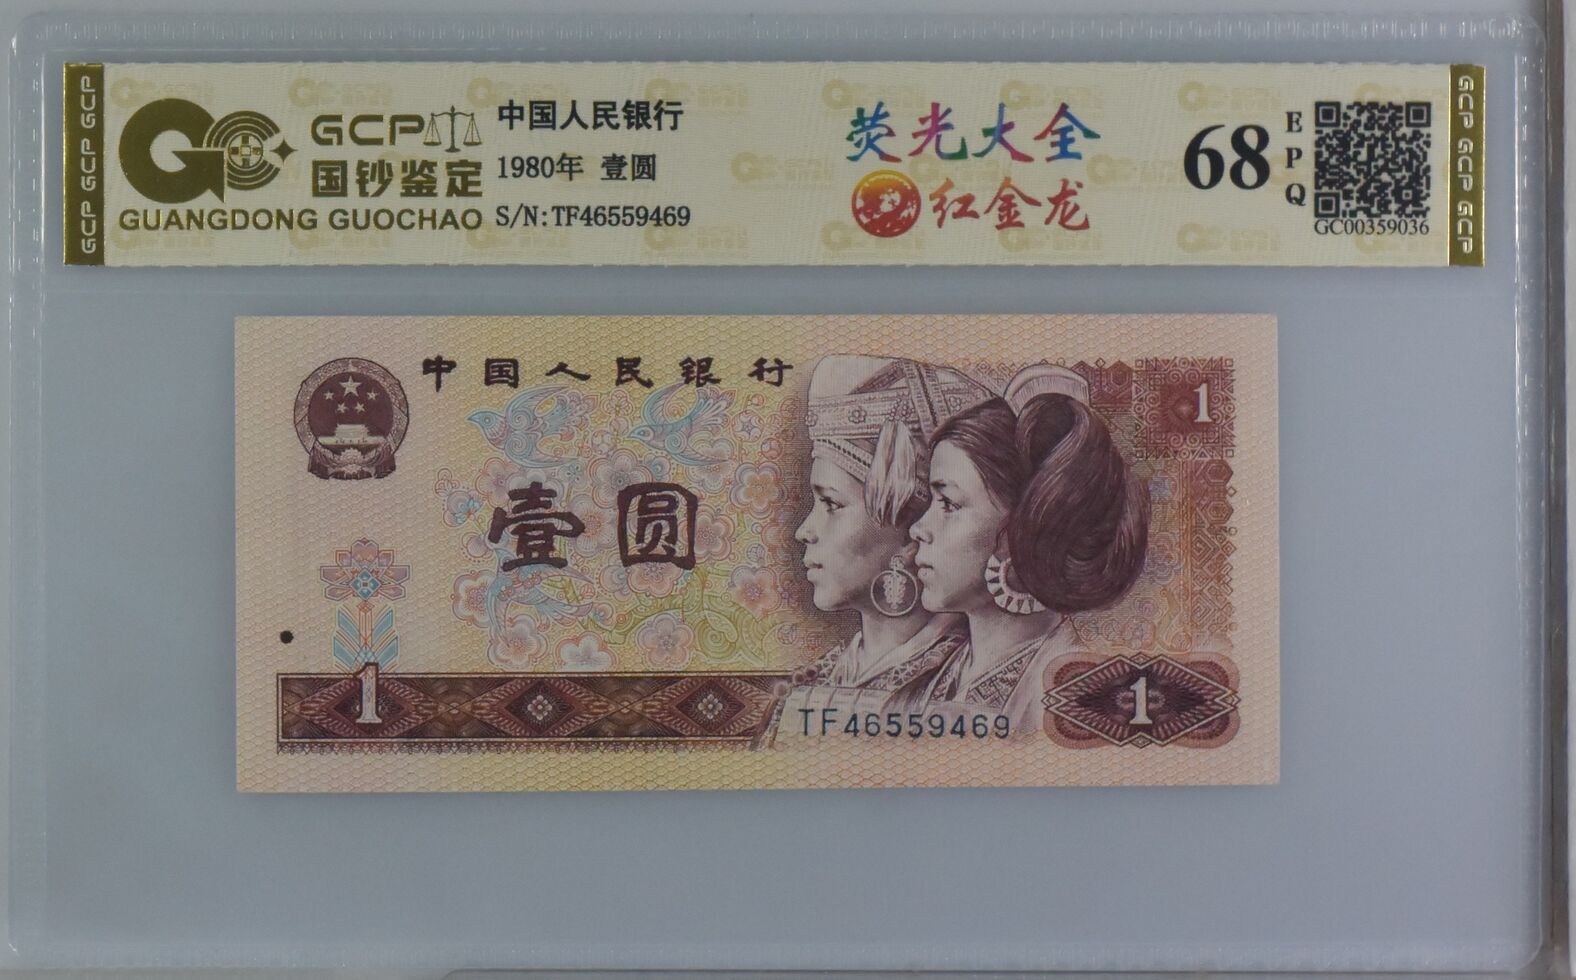 GCP GCP GCP
GCP
国钞鉴定
GUANGDONG GUOCHAO
中国人民银行
1980年 壹圆
S/N:TF46559469
荧光大全
红金龙
68
EPQ
GC00359036
GCP GCP GCP
中国人民银行
1
壹圆
1
1
TF46559469